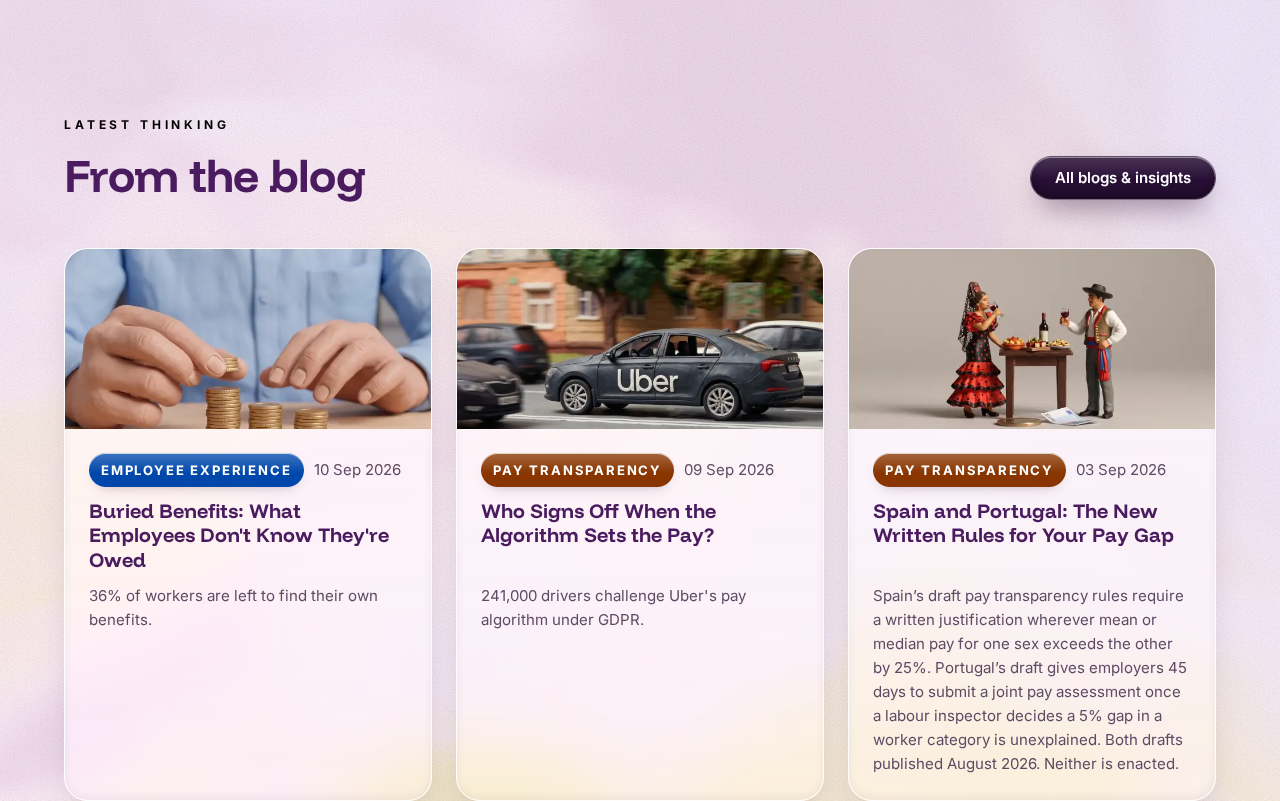 LATEST THINKING
From the blog
All blogs & insights
Uber
EMPLOYEE EXPERIENCE 10 Sep 2026
Buried Benefits: What
Employees Don't Know They're
Owed
36% of workers are left to find their own
benefits.
PAY TRANSPARENCY 09 Sep 2026
Who Signs Off When the
Algorithm Sets the Pay?
241,000 drivers challenge Uber's pay
algorithm under GDPR.
PAY TRANSPARENCY 03 Sep 2026
Spain and Portugal: The New
Written Rules for Your Pay Gap
Spain’s draft pay transparency rules require
a written justification wherever mean or
median pay for one sex exceeds the other
by 25%. Portugal’s draft gives employers 45
days to submit a joint pay assessment once
a labour inspector decides a 5% gap in a
worker category is unexplained. Both drafts
published August 2026. Neither is enacted.